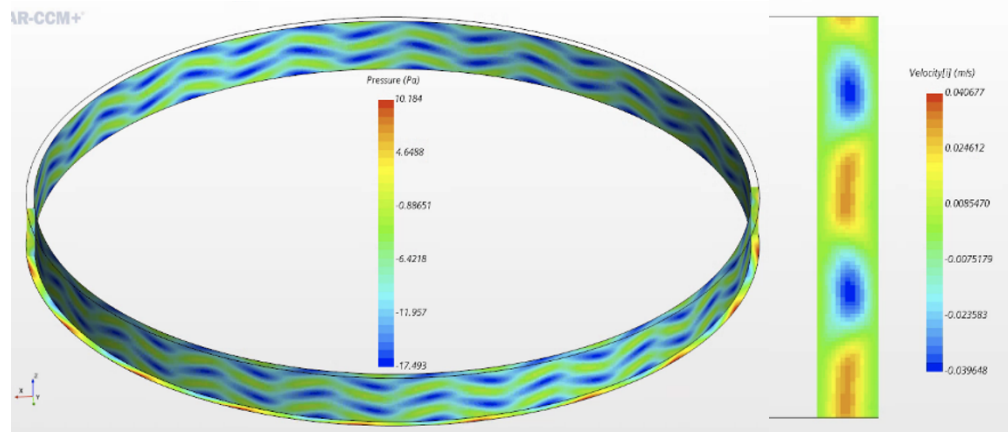 AR-CCM+
Pressure (Pa)
10.184
4.6488
-0.88651
-6.4218
-11.957
-17.493
X
Z
Y
Velocity[i] (m/s)
0.040677
0.024612
0.0085470
-0.0075179
-0.023583
-0.039648